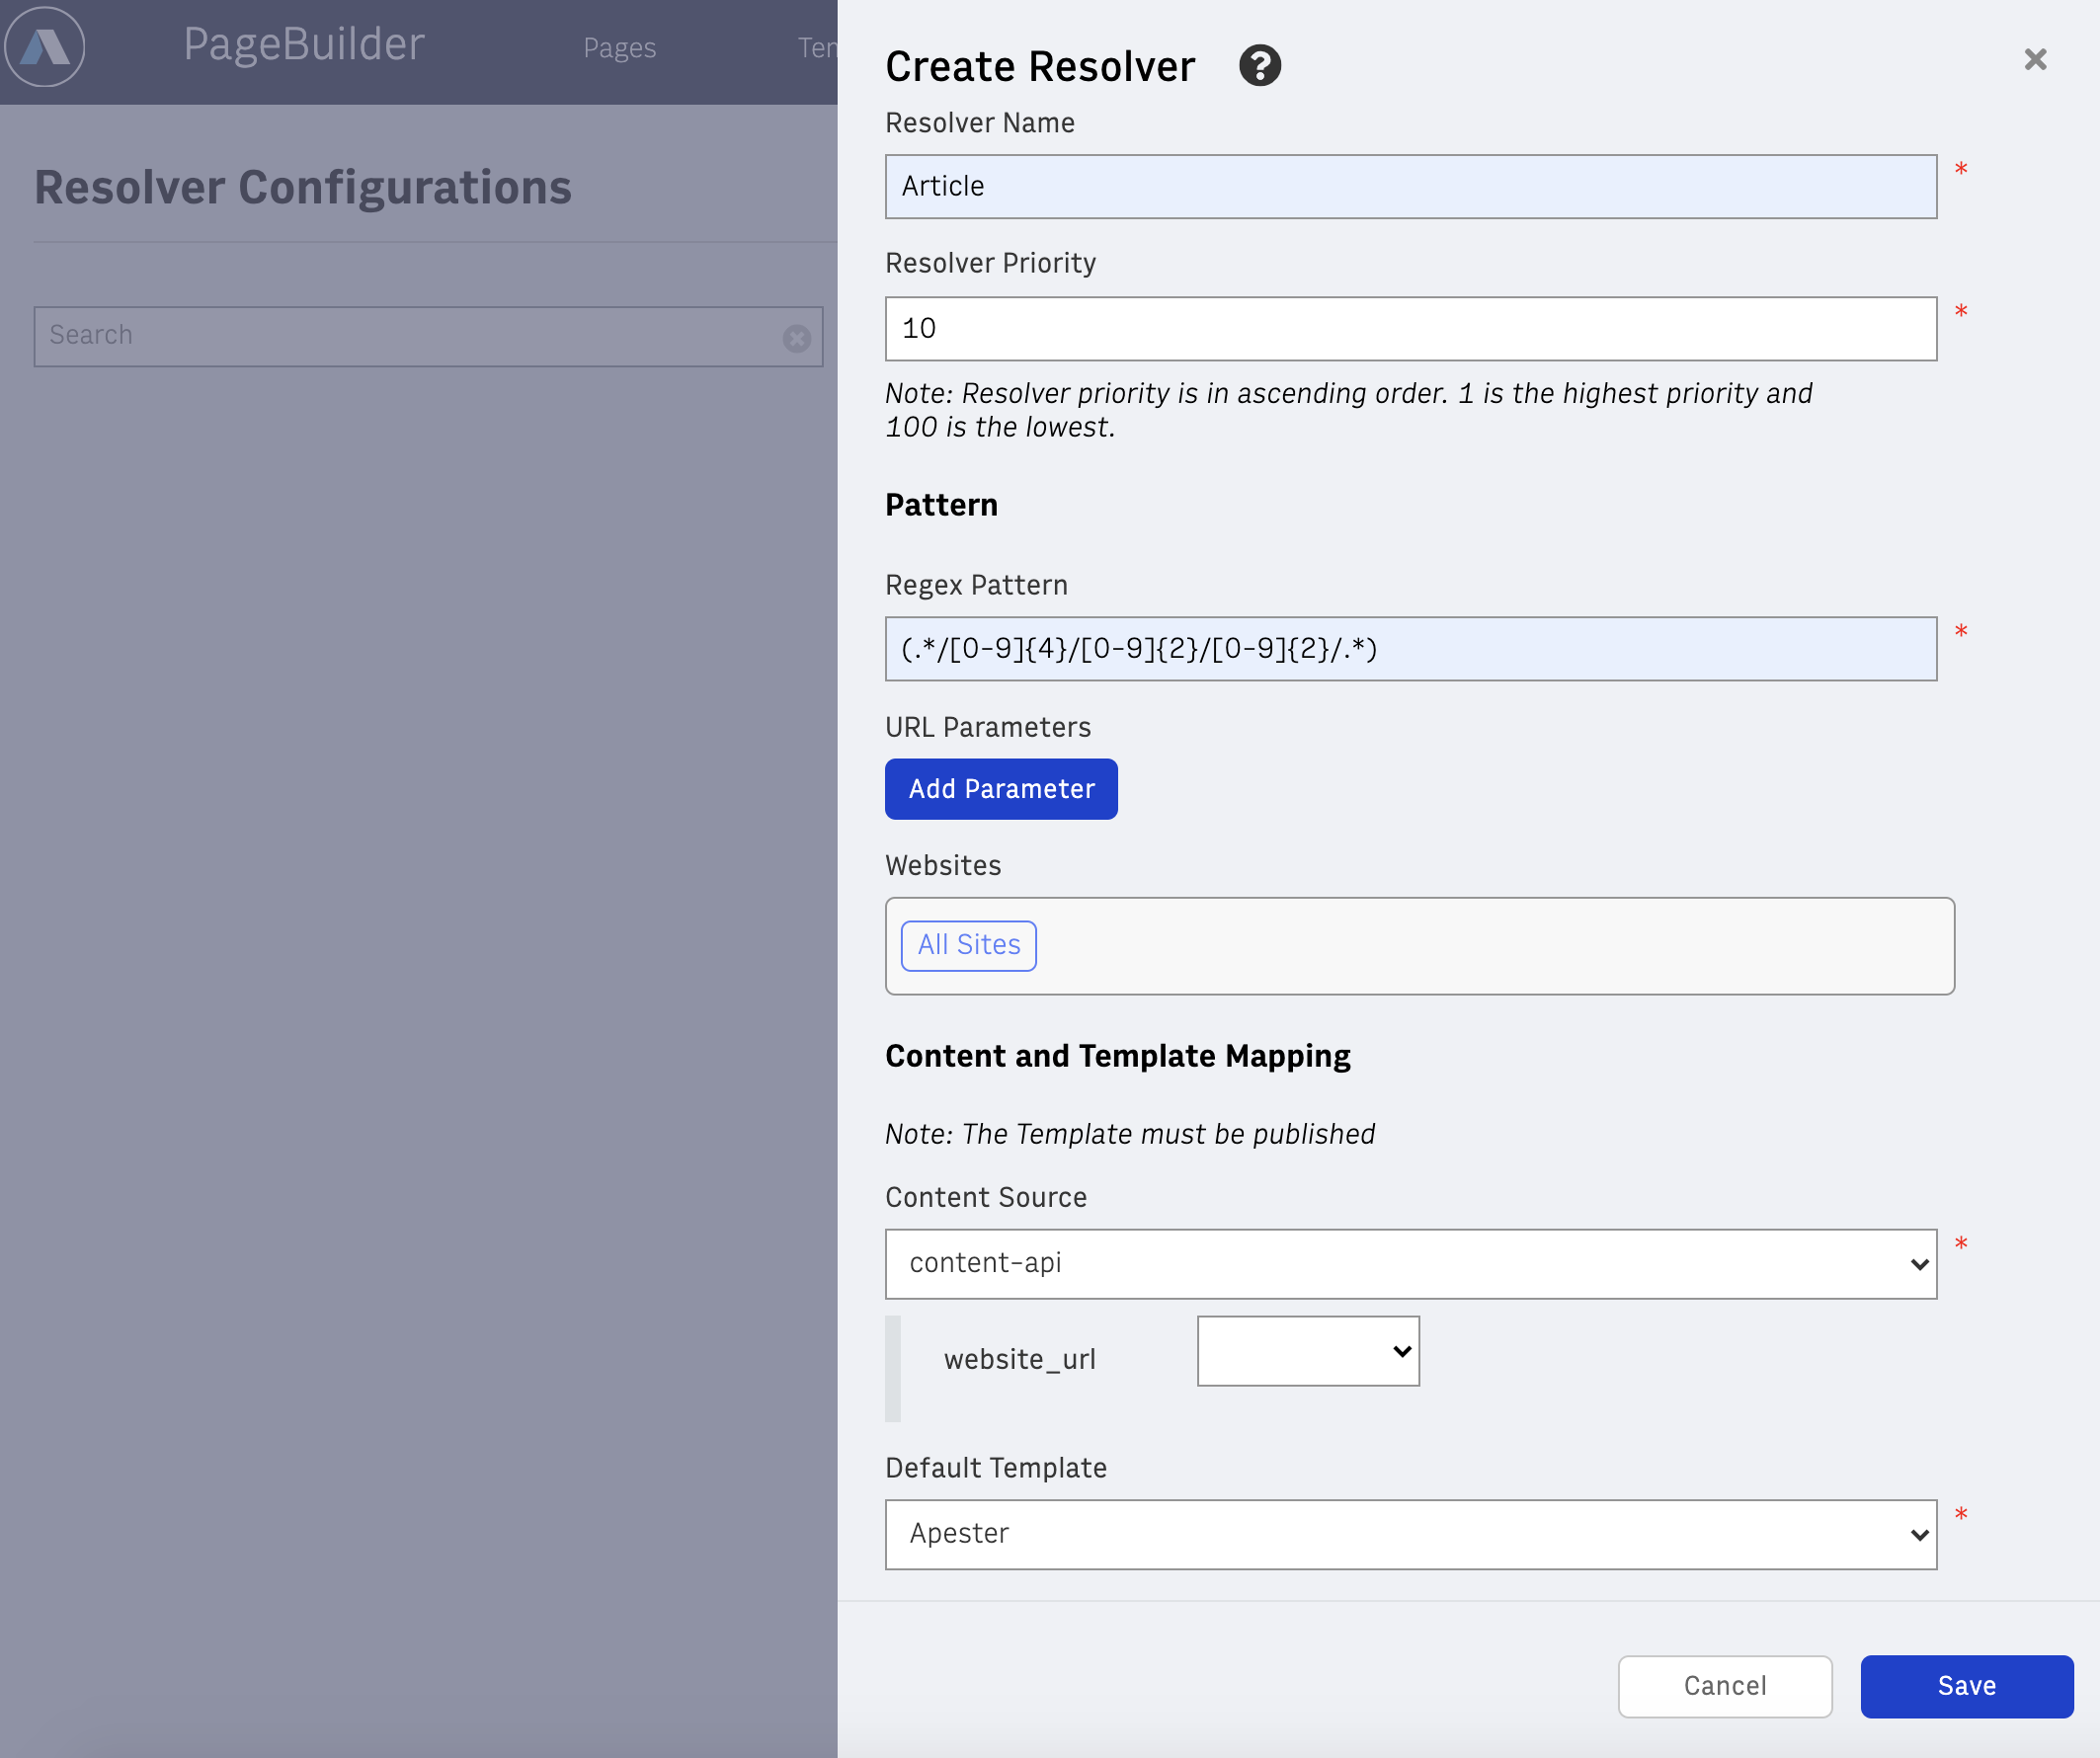 PageBuilder
Pages
Resolver Configurations
Search
Create Resolver ?
Resolver Name
Article
*
Resolver Priority
10
*
Note: Resolver priority is in ascending order. 1 is the highest priority and
100 is the lowest.
Pattern
Regex Pattern
(.*/[0-9]{4}/[0-9]{2}/[0-9]{2}/.*)
*
URL Parameters
Add Parameter
Websites
All Sites
Content and Template Mapping
Note: The Template must be published
Content Source
content-api
*
website_url
Default Template
Apester
*
Cancel
Save